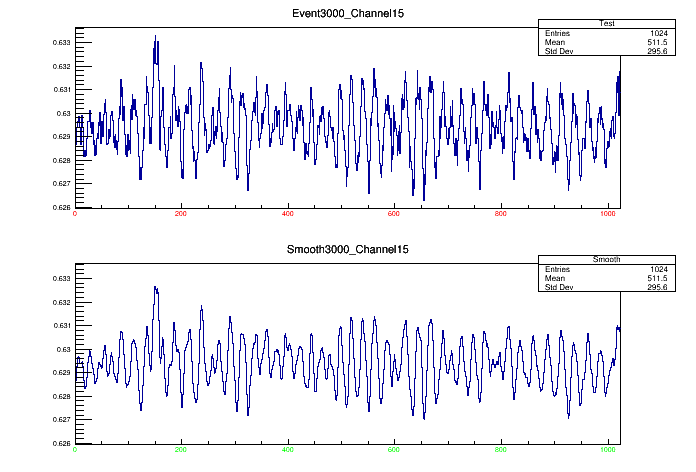 Event3000_Channel15
Test
Entries 1024
Mean 511.5
Std Dev 295.6
0.633
0.632
0.631
0.63
0.629
0.628
0.627
0.626
0 200 400 600 800 1000
Smooth3000_Channel15
Smooth
Entries 1024
Mean 511.5
Std Dev 295.6
0.633
0.632
0.631
0.63
0.629
0.628
0.627
0.626
0 200 400 600 800 1000